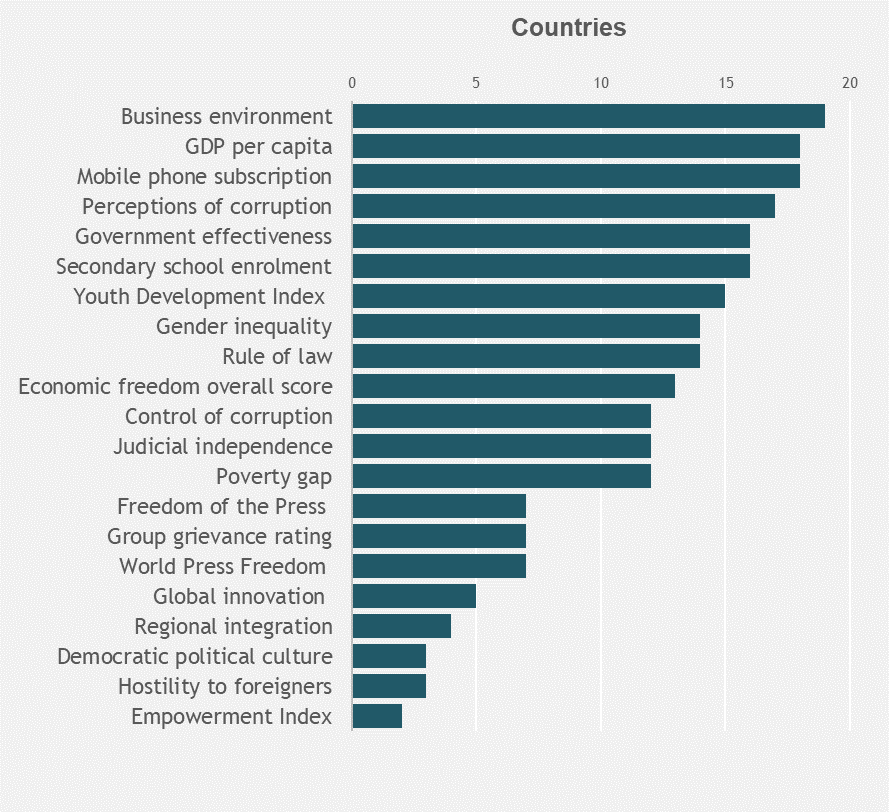 Countries
0 5 10 15 20
Business environment
GDP per capita
Mobile phone subscription
Perceptions of corruption
Government effectiveness
Secondary school enrolment
Youth Development Index
Gender inequality
Rule of law
Economic freedom overall score
Control of corruption
Judicial independence
Poverty gap
Freedom of the Press
Group grievance rating
World Press Freedom
Global innovation
Regional integration
Democratic political culture
Hostility to foreigners
Empowerment Index